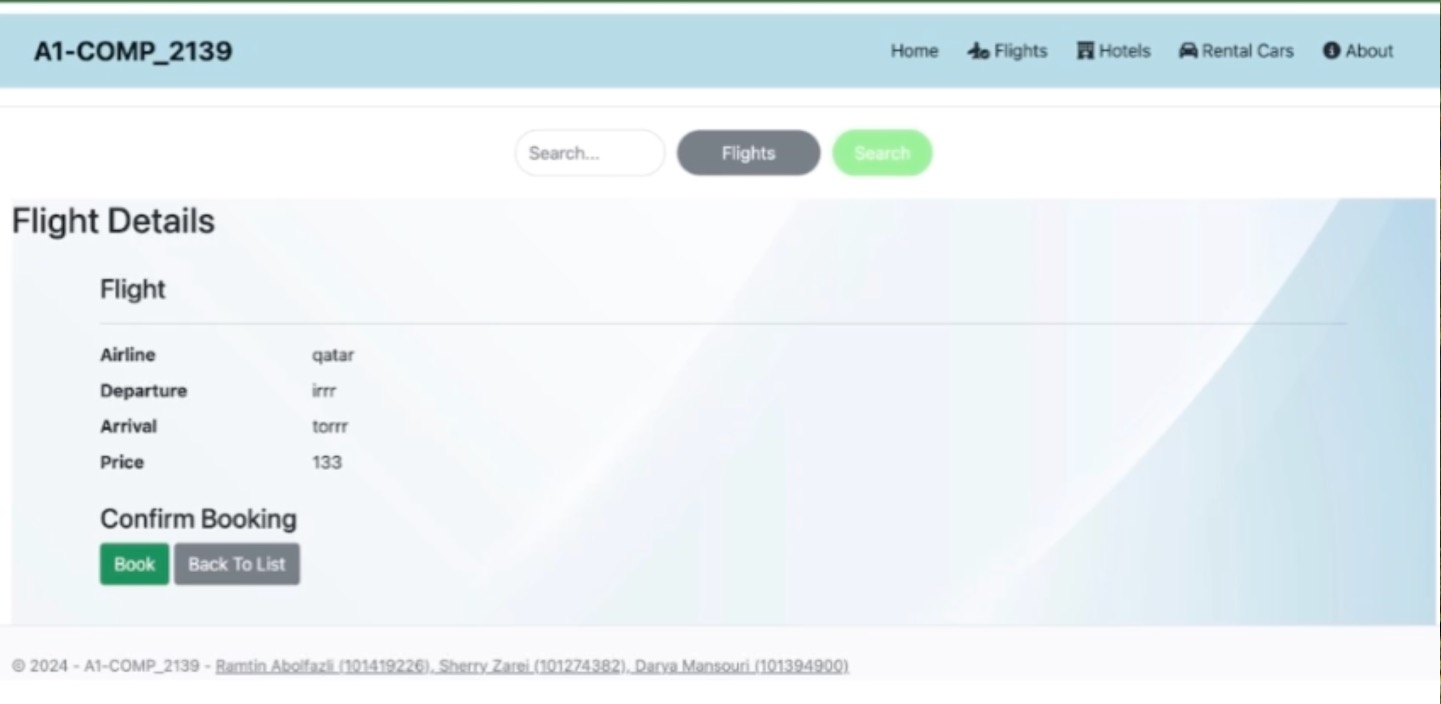 A1-COMP_2139 Home Flights Hotels Rental Cars About
Search... Flights Search
Flight Details
Flight
Airline qatar
Departure irrr
Arrival torrr
Price 133
Confirm Booking
Book Back To List
© 2024 - A1-COMP_2139 - Ramtin Abolfazli (101419226), Sherry Zarei (101274382), Darya Mansouri (101394900)